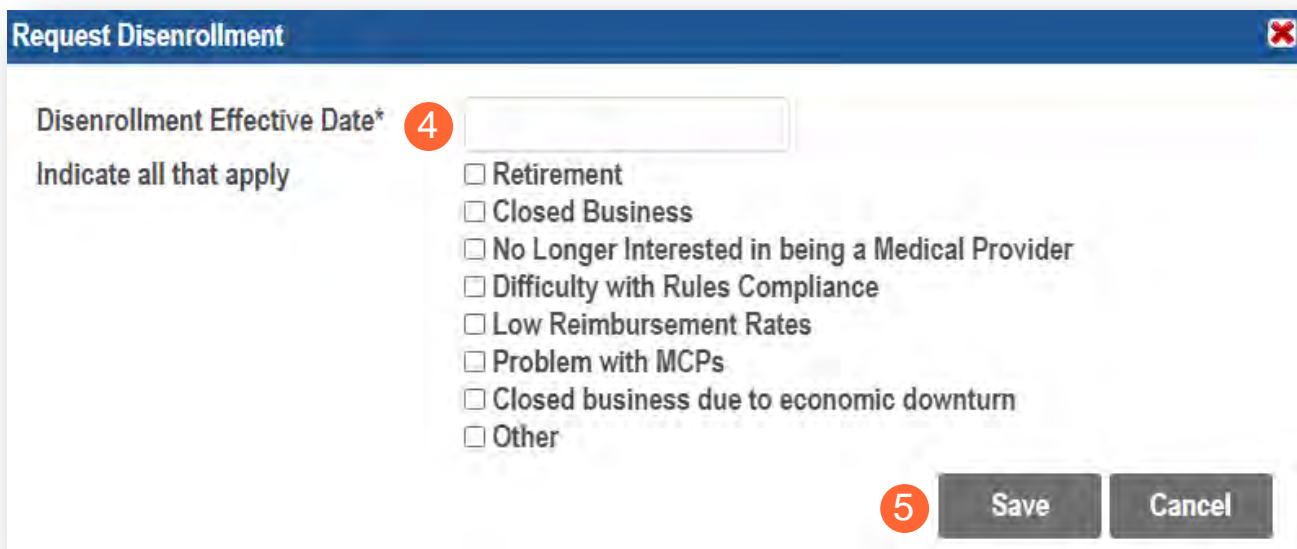 Request Disenrollment
Disenrollment Effective Date* 4
Indicate all that apply
Retirement
Closed Business
No Longer Interested in being a Medical Provider
Difficulty with Rules Compliance
Low Reimbursement Rates
Problem with MCPs
Closed business due to economic downturn
Other
5 Save Cancel